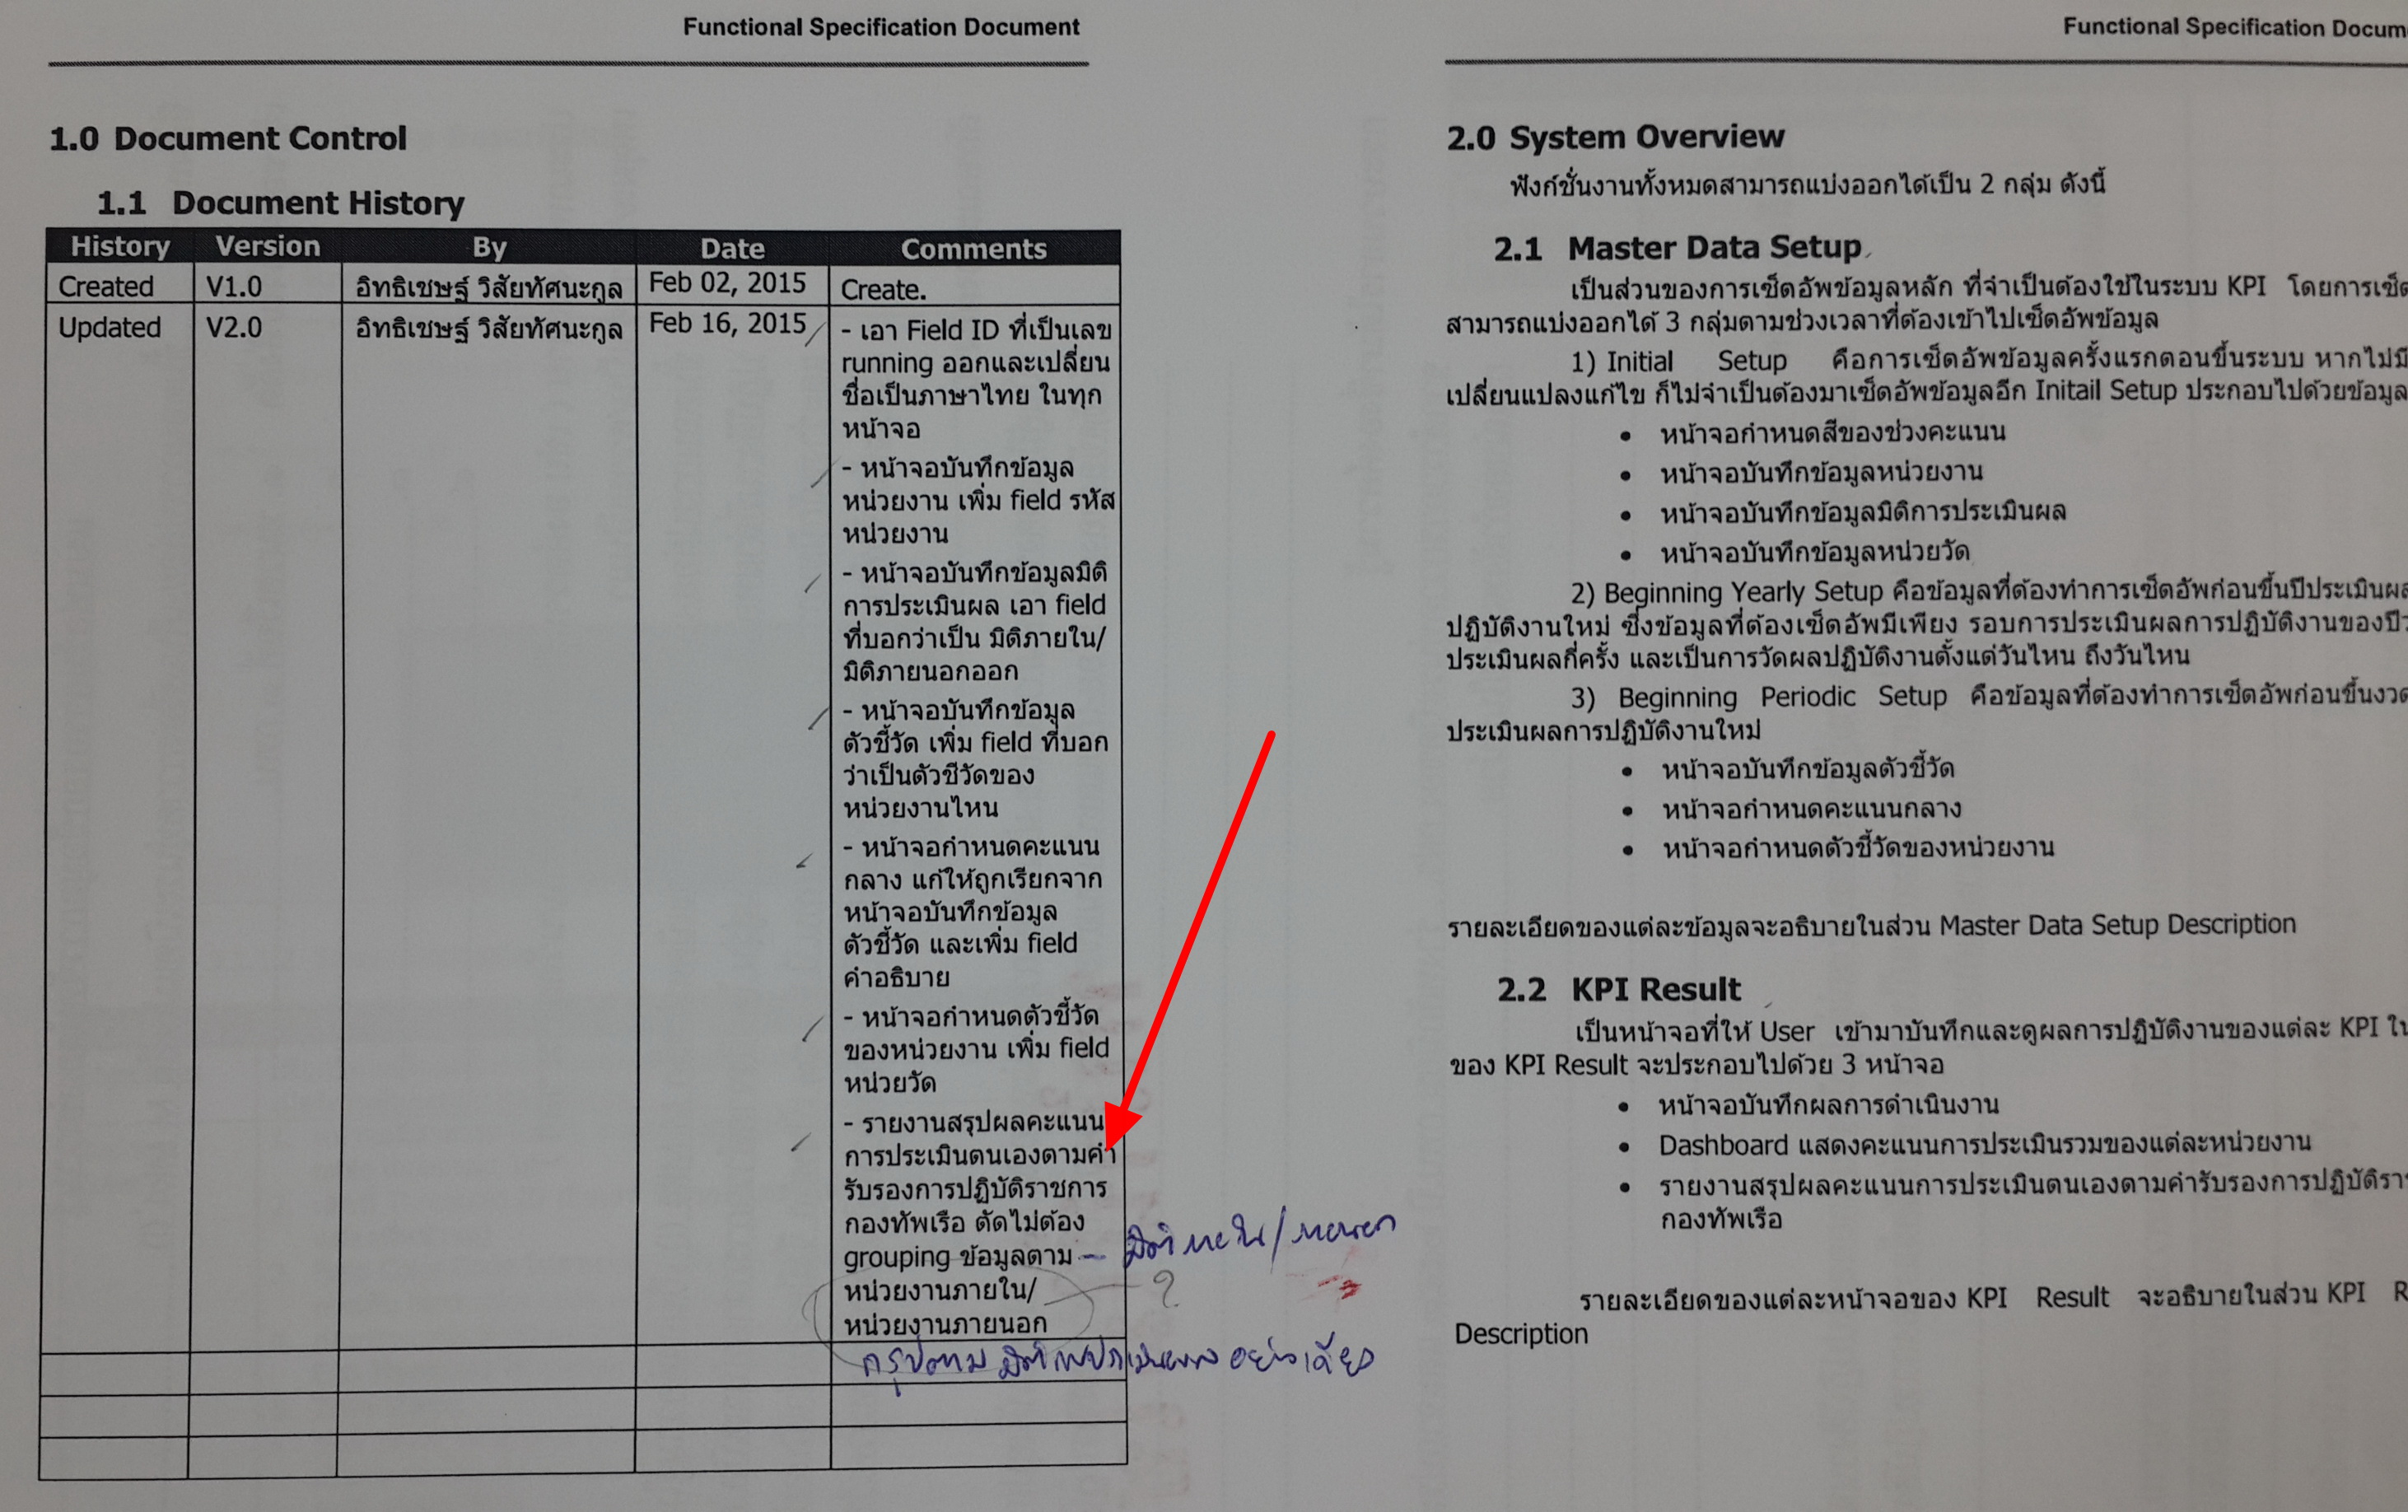 Functional Specification Document
1.0 Document Control
1.1 Document History
History Version By Date Comments
Created V1.0 อิทธิเชษฐ์ วิสัยทัศนะกูล Feb 02, 2015 Create.
Updated V2.0 อิทธิเชษฐ์ วิสัยทัศนะกูล Feb 16, 2015 - เอา Field ID ที่เป็นเลข
running ออกและเปลี่ยน
ชื่อเป็นภาษาไทย ในทุก
หน้าจอ
- หน้าจอบันทึกข้อมูล
หน่วยงาน เพิ่ม field รหัส
หน่วยงาน
- หน้าจอบันทึกข้อมูลมิติ
การประเมินผล เอา field
ที่บอกว่าเป็น มิติภายใน/
มิติภายนอกออก
- หน้าจอบันทึกข้อมูล
ตัวชี้วัด เพิ่ม field ที่บอก
ว่าเป็นตัวชีวัดของ
หน่วยงานไหน
- หน้าจอกำหนดคะแนน
กลาง แก้ให้ถูกเรียกจาก
หน้าจอบันทึกข้อมูล
ตัวชี้วัด และเพิ่ม field
คำอธิบาย
- หน้าจอกำหนดตัวชี้วัด
ของหน่วยงาน เพิ่ม field
หน่วยวัด
- รายงานสรุปผลคะแนน
การประเมินตนเองตามคำ
รับรองการปฏิบัติราชการ
กองทัพเรือ ตัดไม่ต้อง
grouping ข้อมูลตาม - มิติภายใน/ภายนอก
หน่วยงานภายใน/ ?
หน่วยงานภายนอก
กรุปตาม มิติการประเมินผล อย่างเดียว
Functional Specification Docum
2.0 System Overview
ฟังก์ชั่นงานทั้งหมดสามารถแบ่งออกได้เป็น 2 กลุ่ม ดังนี้
2.1 Master Data Setup
เป็นส่วนของการเซ็ตอัพข้อมูลหลัก ที่จำเป็นต้องใช้ในระบบ KPI โดยการเซ็ต
สามารถแบ่งออกได้ 3 กลุ่มตามช่วงเวลาที่ต้องเข้าไปเซ็ตอัพข้อมูล
1) Initial Setup คือการเซ็ตอัพข้อมูลครั้งแรกตอนขึ้นระบบ หากไม่มี
เปลี่ยนแปลงแก้ไข ก็ไม่จำเป็นต้องมาเซ็ตอัพข้อมูลอีก Initail Setup ประกอบไปด้วยข้อมูล
• หน้าจอกำหนดสีของช่วงคะแนน
• หน้าจอบันทึกข้อมูลหน่วยงาน
• หน้าจอบันทึกข้อมูลมิติการประเมินผล
• หน้าจอบันทึกข้อมูลหน่วยวัด
2) Beginning Yearly Setup คือข้อมูลที่ต้องทำการเซ็ตอัพก่อนขึ้นปีประเมินผล
ปฏิบัติงานใหม่ ซึ่งข้อมูลที่ต้องเซ็ตอัพมีเพียง รอบการประเมินผลการปฏิบัติงานของปีว
ประเมินผลกี่ครั้ง และเป็นการวัดผลปฏิบัติงานตั้งแต่วันไหน ถึงวันไหน
3) Beginning Periodic Setup คือข้อมูลที่ต้องทำการเซ็ตอัพก่อนขึ้นงวด
ประเมินผลการปฏิบัติงานใหม่
• หน้าจอบันทึกข้อมูลตัวชี้วัด
• หน้าจอกำหนดคะแนนกลาง
• หน้าจอกำหนดตัวชี้วัดของหน่วยงาน
รายละเอียดของแต่ละข้อมูลจะอธิบายในส่วน Master Data Setup Description
2.2 KPI Result
เป็นหน้าจอที่ให้ User เข้ามาบันทึกและดูผลการปฏิบัติงานของแต่ละ KPI ใน
ของ KPI Result จะประกอบไปด้วย 3 หน้าจอ
• หน้าจอบันทึกผลการดำเนินงาน
• Dashboard แสดงคะแนนการประเมินรวมของแต่ละหน่วยงาน
• รายงานสรุปผลคะแนนการประเมินตนเองตามคำรับรองการปฏิบัติรา
กองทัพเรือ
รายละเอียดของแต่ละหน้าจอของ KPI Result จะอธิบายในส่วน KPI R
Description